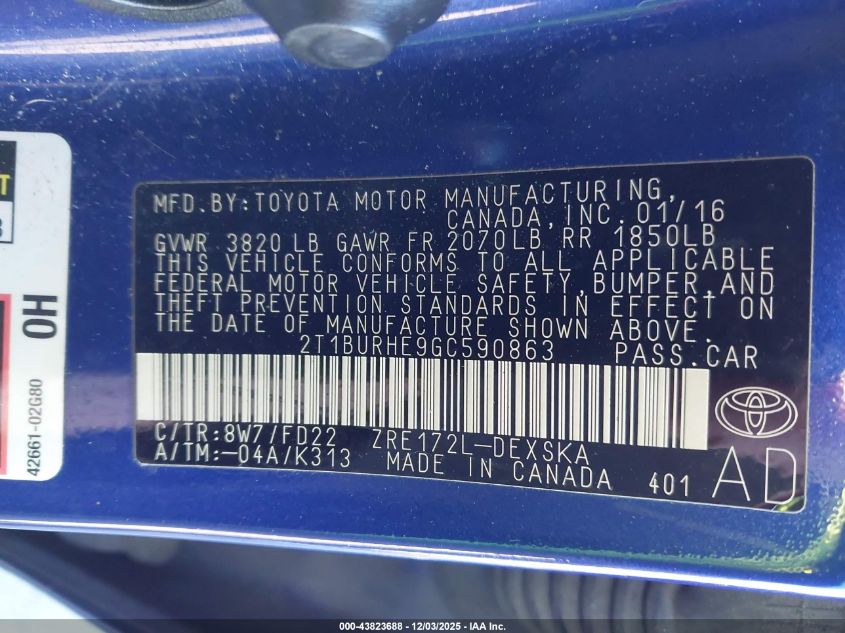 T
3
OH
42661-02G80
MFD.BY:TOYOTA MOTOR MANUFACTURING,
CANADA,INC.01/16
GVWR 3820LB GAWR FR 2070LB RR 1850LB
THIS VEHICLE CONFORMS TO ALL APPLICABLE
FEDERAL MOTOR VEHICLE SAFETY,BUMPER,AND
THEFT PREVENTION STANDARDS IN EFFECT ON
THE DATE OF MANUFACTURE SHOWN ABOVE.
2T1BURHE9GC590863 PASS.CAR
C/TR:8W7/FD22 ZRE172L-DEXSKA
A/TM:-04A/K313 MADE IN CANADA 401 AD
000-43823688 - 12/03/2025 - IAA Inc.